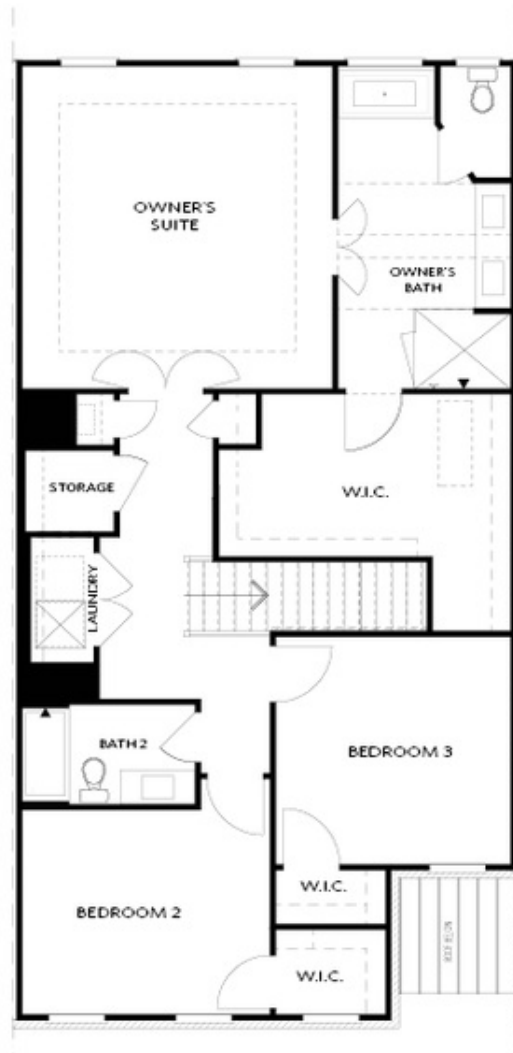 OWNER'S
SUITE
OWNER'S
BATH
STORAGE
W.I.C.
LAUNDRY
BATH 2
BEDROOM 3
W.I.C.
BEDROOM 2
W.I.C.